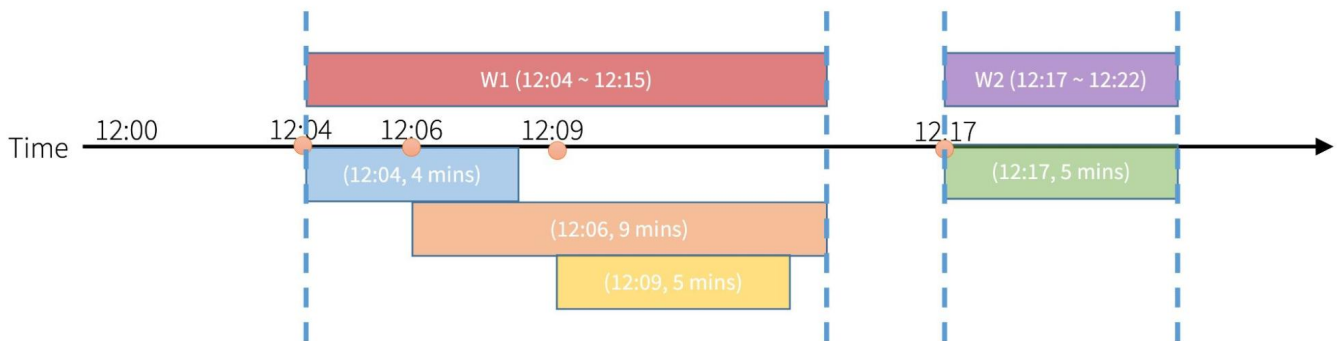 W1 (12:04 ~ 12:15)
W2 (12:17 ~ 12:22)
Time
12:00
12:04
12:06
12:09
12:17
(12:04, 4 mins)
(12:17, 5 mins)
(12:06, 9 mins)
(12:09, 5 mins)